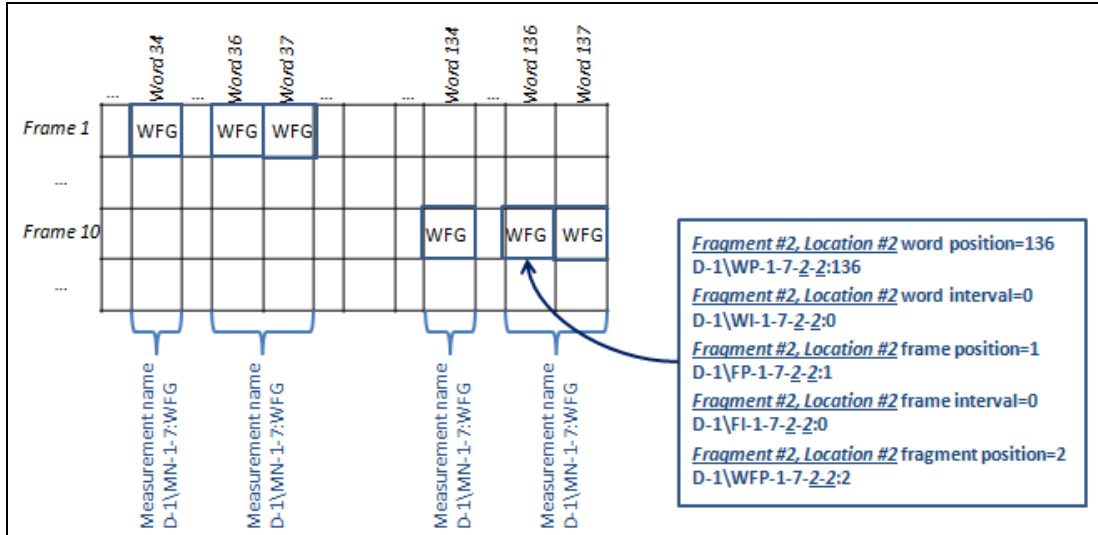 ... Word 34 ... Word 36 Word 37 ... ... Word 134 ... Word 136 Word 137
Frame 1 WFG WFG WFG
...
Frame 10 WFG WFG WFG
...
Measurement name
D-1\MN-1-7:WFG
Measurement name
D-1\MN-1-7:WFG
Measurement name
D-1\MN-1-7:WFG
Measurement name
D-1\MN-1-7:WFG
Fragment #2, Location #2 word position=136
D-1\WP-1-7-2-2:136
Fragment #2, Location #2 word interval=0
D-1\WI-1-7-2-2:0
Fragment #2, Location #2 frame position=1
D-1\FP-1-7-2-2:1
Fragment #2, Location #2 frame interval=0
D-1\FI-1-7-2-2:0
Fragment #2, Location #2 fragment position=2
D-1\WFP-1-7-2-2:2